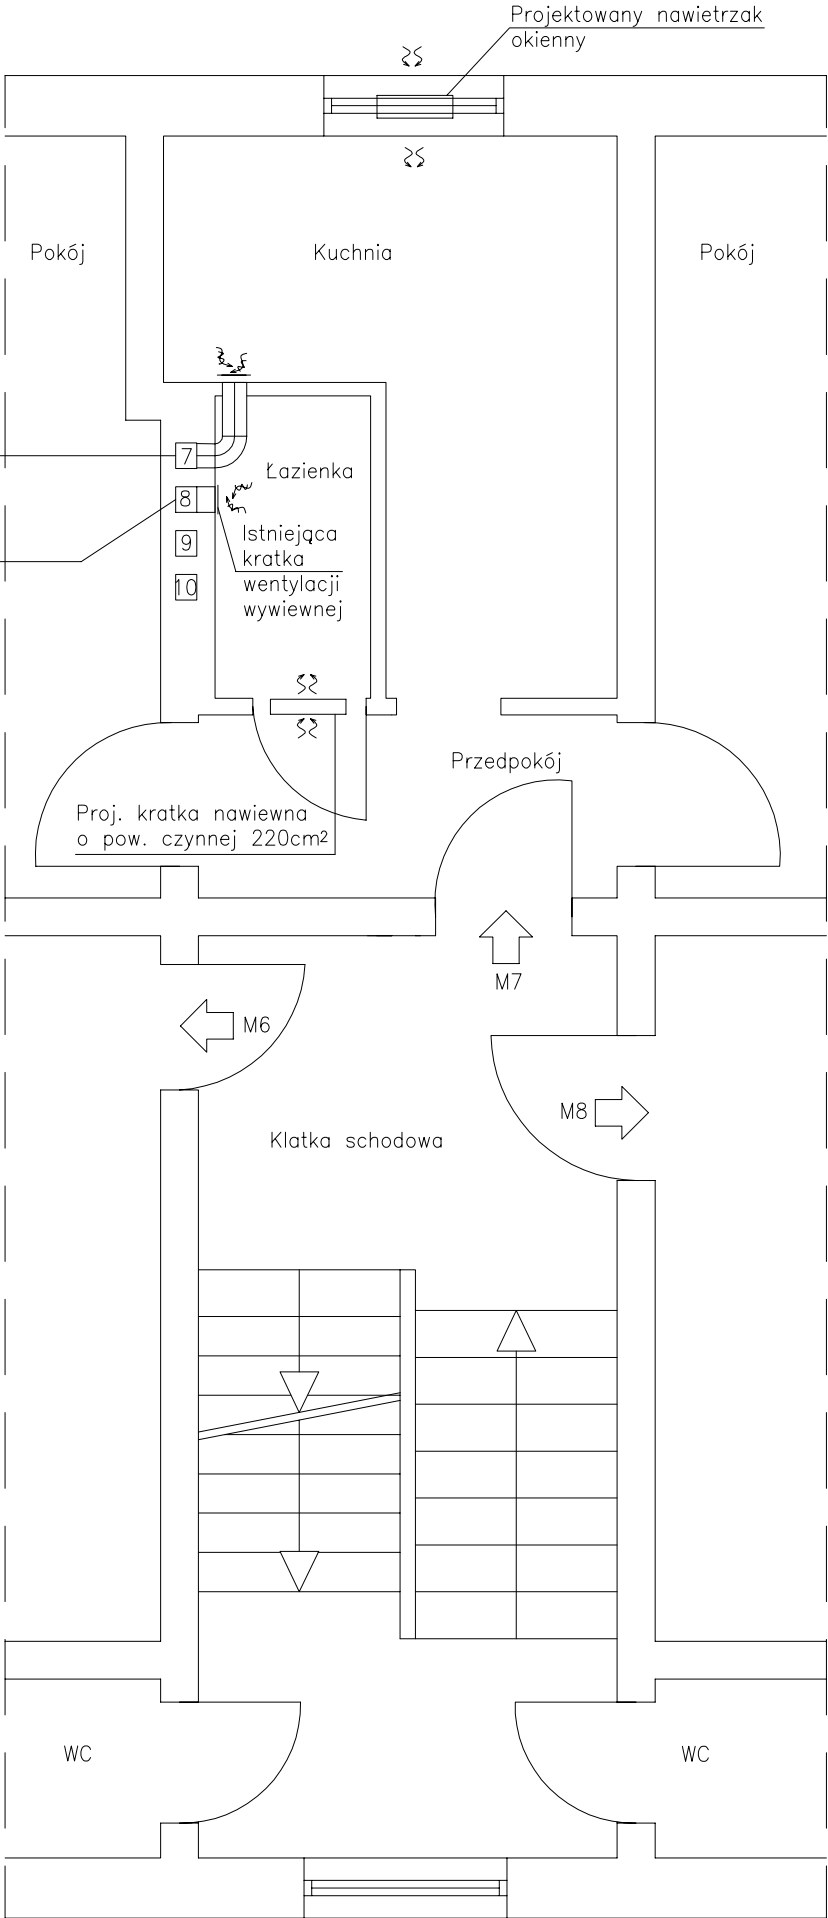 Projektowany nawietrzak
okienny
Pokój
Kuchnia
Pokój
7
Łazienka
8
Istniejąca
kratka
wentylacji
wywiewnej
9
10
Przedpokój
Proj. kratka nawiewna
o pow. czynnej 220cm²
M7
M6
M8
Klatka schodowa
WC
WC